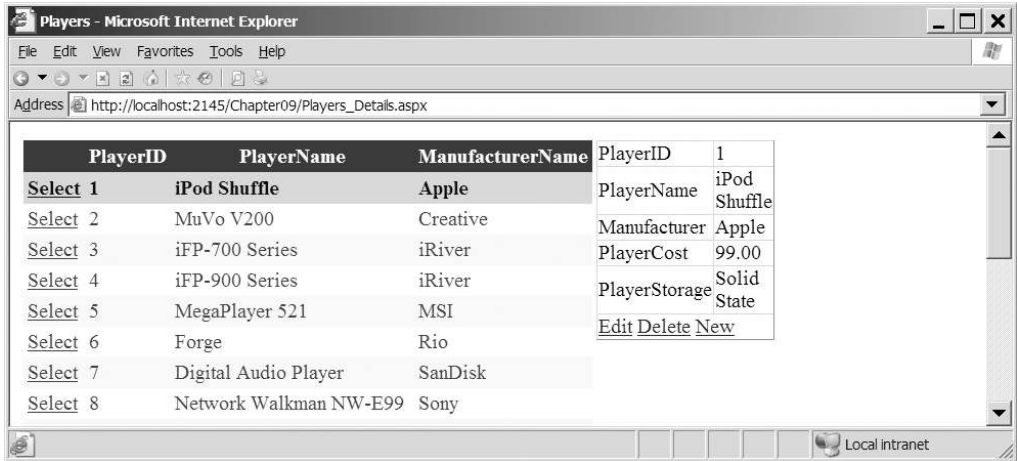 Players - Microsoft Internet Explorer
File Edit View Favorites Tools Help
Address http://localhost:2145/Chapter09/Players_Details.aspx
PlayerID PlayerName ManufacturerName
Select 1 iPod Shuffle Apple
Select 2 MuVo V200 Creative
Select 3 iFP-700 Series iRiver
Select 4 iFP-900 Series iRiver
Select 5 MegaPlayer 521 MSI
Select 6 Forge Rio
Select 7 Digital Audio Player SanDisk
Select 8 Network Walkman NW-E99 Sony
PlayerID 1
PlayerName iPod
Shuffle
Manufacturer Apple
PlayerCost 99.00
PlayerStorage Solid
State
Edit Delete New
Local intranet